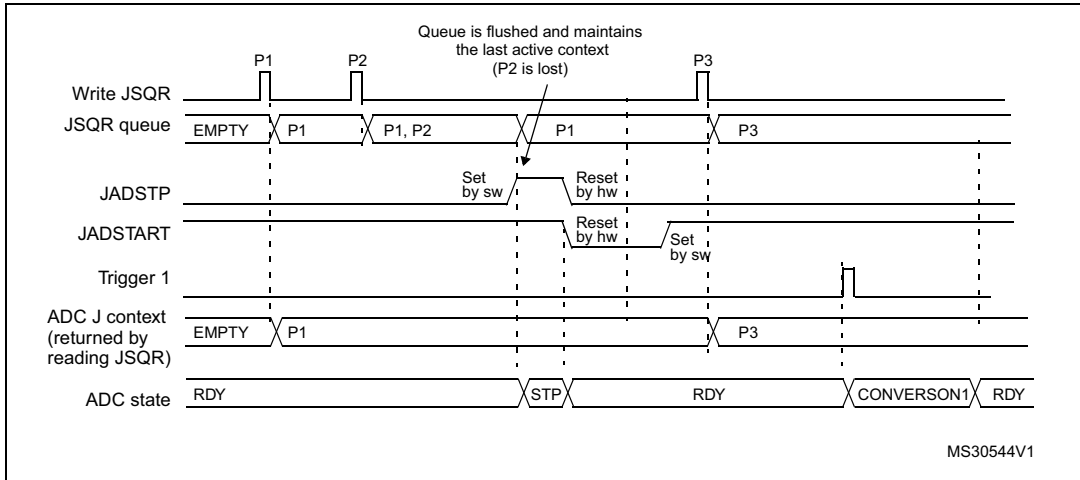 Queue is flushed and maintains
the last active context
(P2 is lost)
P1 P2 P3
Write JSQR
JSQR queue EMPTY P1 P1, P2 P1 P3
Set
by sw
Reset
by hw
JADSTP
JADSTART
Reset
by hw
Set
by sw
Trigger 1
ADC J context
(returned by
reading JSQR)
EMPTY P1 P3
ADC state RDY STP RDY CONVERSON1 RDY
MS30544V1